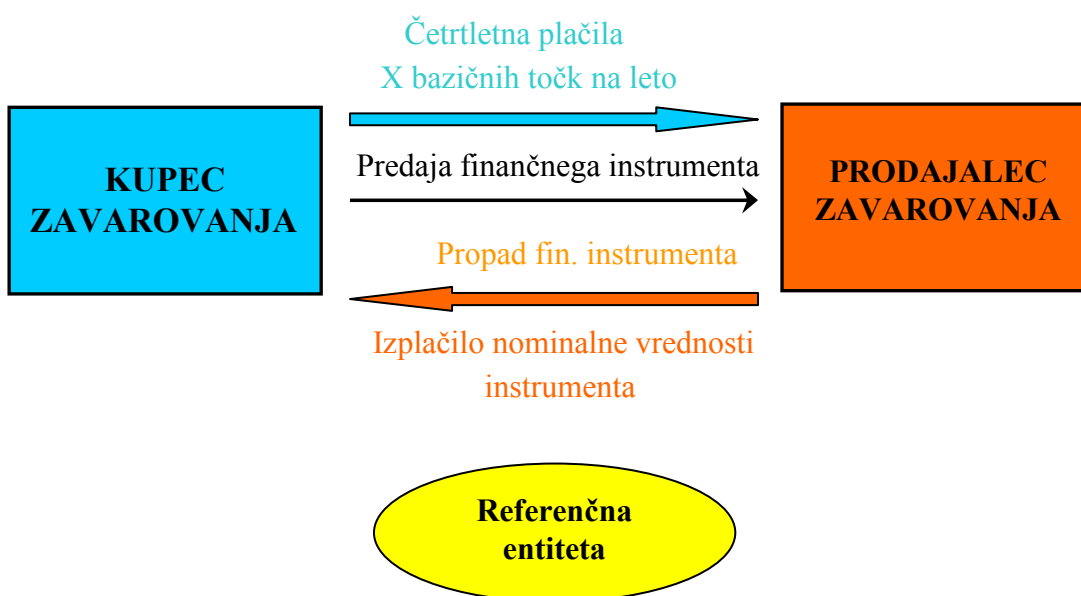 Četrtletna plačila
X bazičnih točk na leto
KUPEC
ZAVAROVANJA
Predaja finančnega instrumenta
PRODAJALEC
ZAVAROVANJA
Propad fin. instrumenta
Izplačilo nominalne vrednosti
instrumenta
Referenčna
entiteta